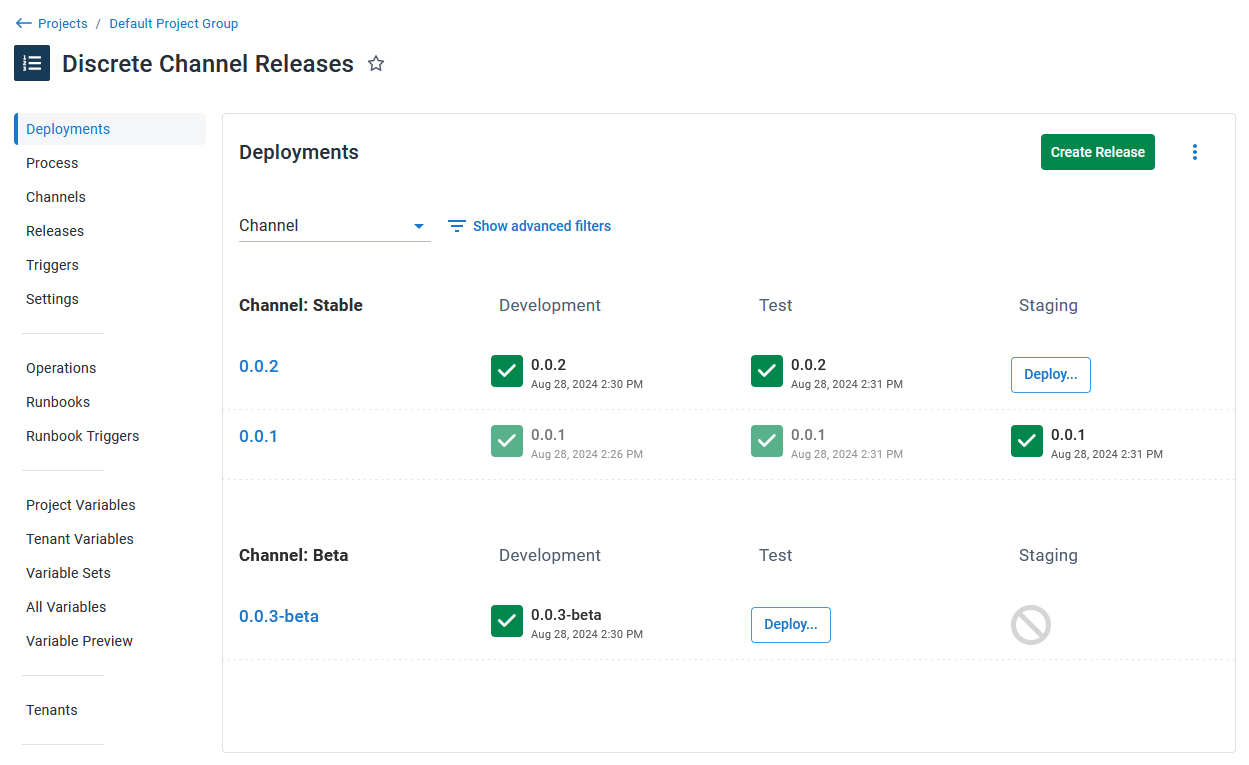 Projects / Default Project Group
Discrete Channel Releases
Deployments
Process
Channels
Releases
Triggers
Settings
Operations
Runbooks
Runbook Triggers
Project Variables
Tenant Variables
Variable Sets
All Variables
Variable Preview
Tenants
Deployments
Create Release
Channel
Show advanced filters
Channel: Stable Development Test Staging
0.0.2
0.0.2
Aug 28, 2024 2:30 PM
0.0.2
Aug 28, 2024 2:31 PM
Deploy...
0.0.1
0.0.1
Aug 28, 2024 2:26 PM
0.0.1
Aug 28, 2024 2:31 PM
0.0.1
Aug 28, 2024 2:31 PM
Channel: Beta Development Test Staging
0.0.3-beta
0.0.3-beta
Aug 28, 2024 2:30 PM
Deploy...